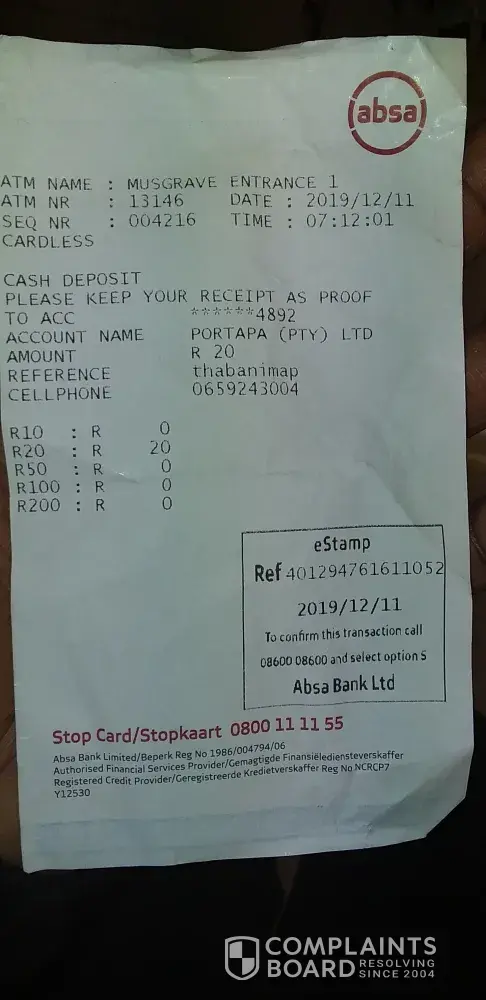 absa
ATM NAME : MUSGRAVE ENTRANCE 1
ATM NR : 13146 DATE : 2019/12/11
SEQ NR : 004216 TIME : 07:12:01
CARDLESS
CASH DEPOSIT
PLEASE KEEP YOUR RECEIPT AS PROOF
TO ACC ******4892
ACCOUNT NAME PORTAPA (PTY) LTD
AMOUNT R 20
REFERENCE thabanimap
CELLPHONE 0659243004
R10 : R 0
R20 : R 20
R50 : R 0
R100 : R 0
R200 : R 0
eStamp
Ref 401294761611052
2019/12/11
To confirm this transaction call
08600 08600 and select option 5
Absa Bank Ltd
Stop Card/Stopkaart 0800 11 11 55
Absa Bank Limited/Beperk Reg No 1986/004794/06
Authorised Financial Services Provider/Gemagtigde Finansiëlediensteverskaffer
Registered Credit Provider/Geregistreerde Kredietverskaffer Reg No NCRCP7
Y12530
COMPLAINTS
BOARD RESOLVING
SINCE 2004